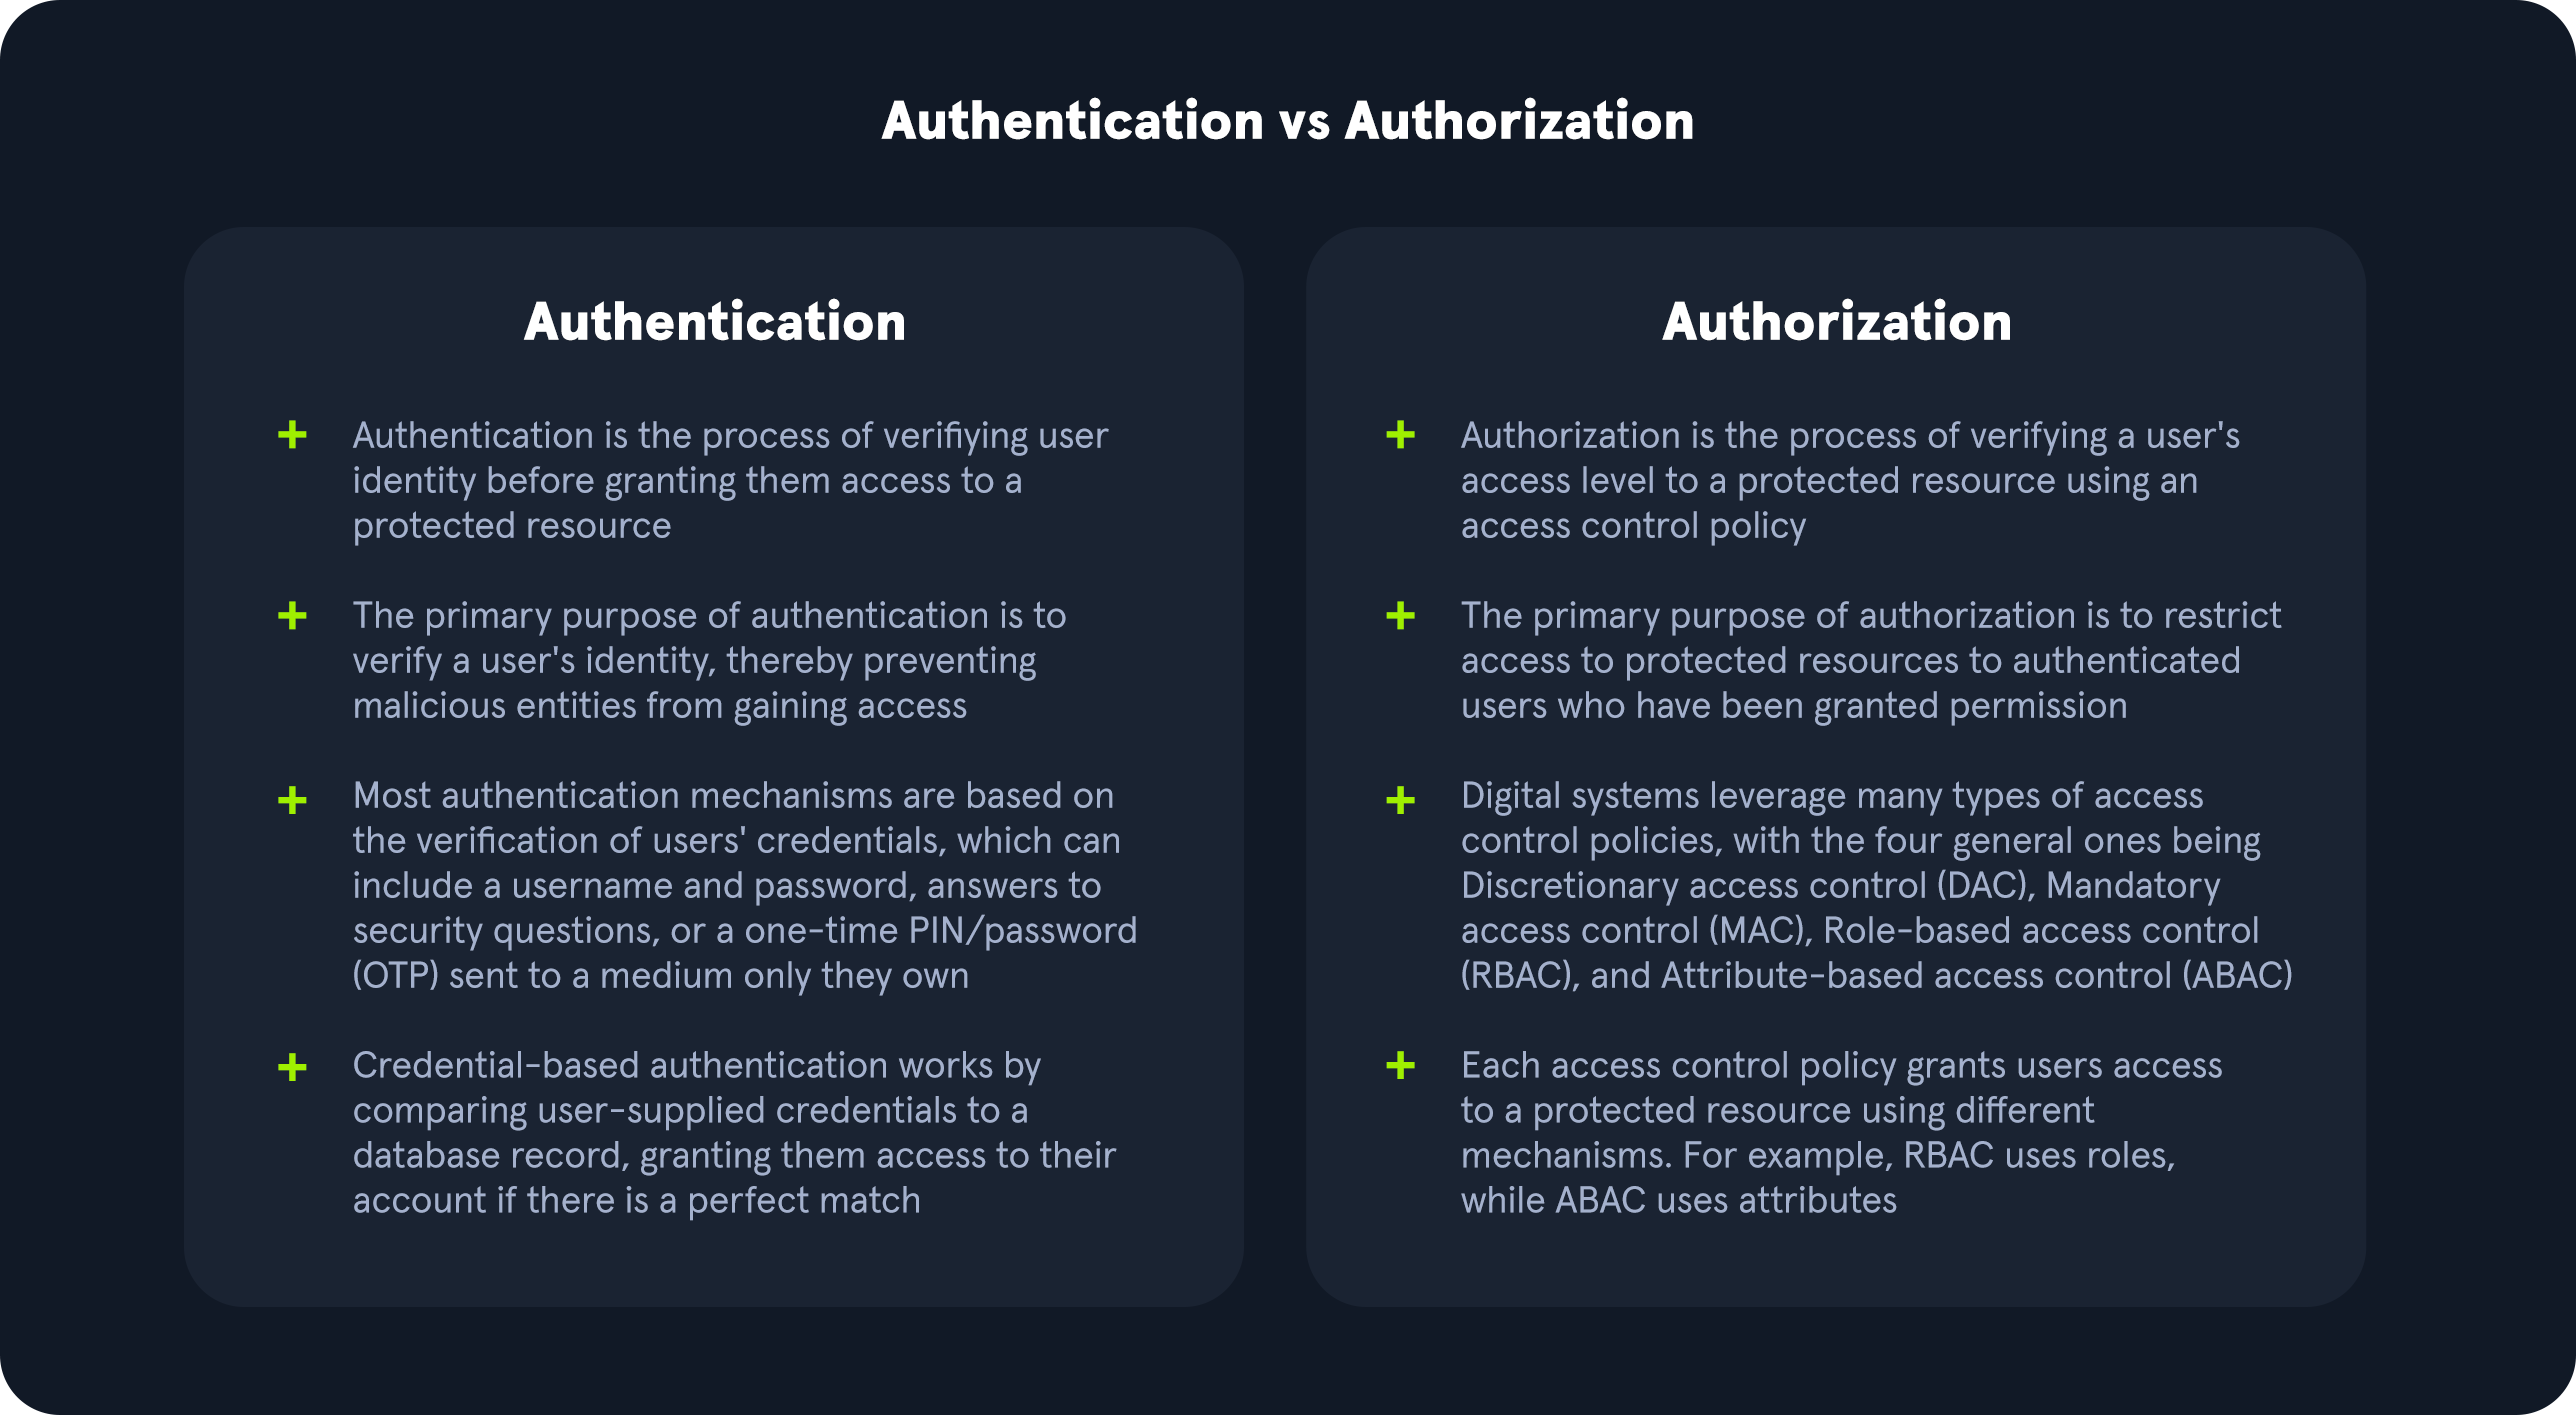 Authentication vs Authorization
Authentication
Authentication is the process of verifiying user
identity before granting them access to a
protected resource
The primary purpose of authentication is to
verify a user's identity, thereby preventing
malicious entities from gaining access
Most authentication mechanisms are based on
the verification of users' credentials, which can
include a username and password, answers to
security questions, or a one-time PIN/password
(OTP) sent to a medium only they own
Credential-based authentication works by
comparing user-supplied credentials to a
database record, granting them access to their
account if there is a perfect match
Authorization
Authorization is the process of verifying a user's
access level to a protected resource using an
access control policy
The primary purpose of authorization is to restrict
access to protected resources to authenticated
users who have been granted permission
Digital systems leverage many types of access
control policies, with the four general ones being
Discretionary access control (DAC), Mandatory
access control (MAC), Role-based access control
(RBAC), and Attribute-based access control (ABAC)
Each access control policy grants users access
to a protected resource using different
mechanisms. For example, RBAC uses roles,
while ABAC uses attributes